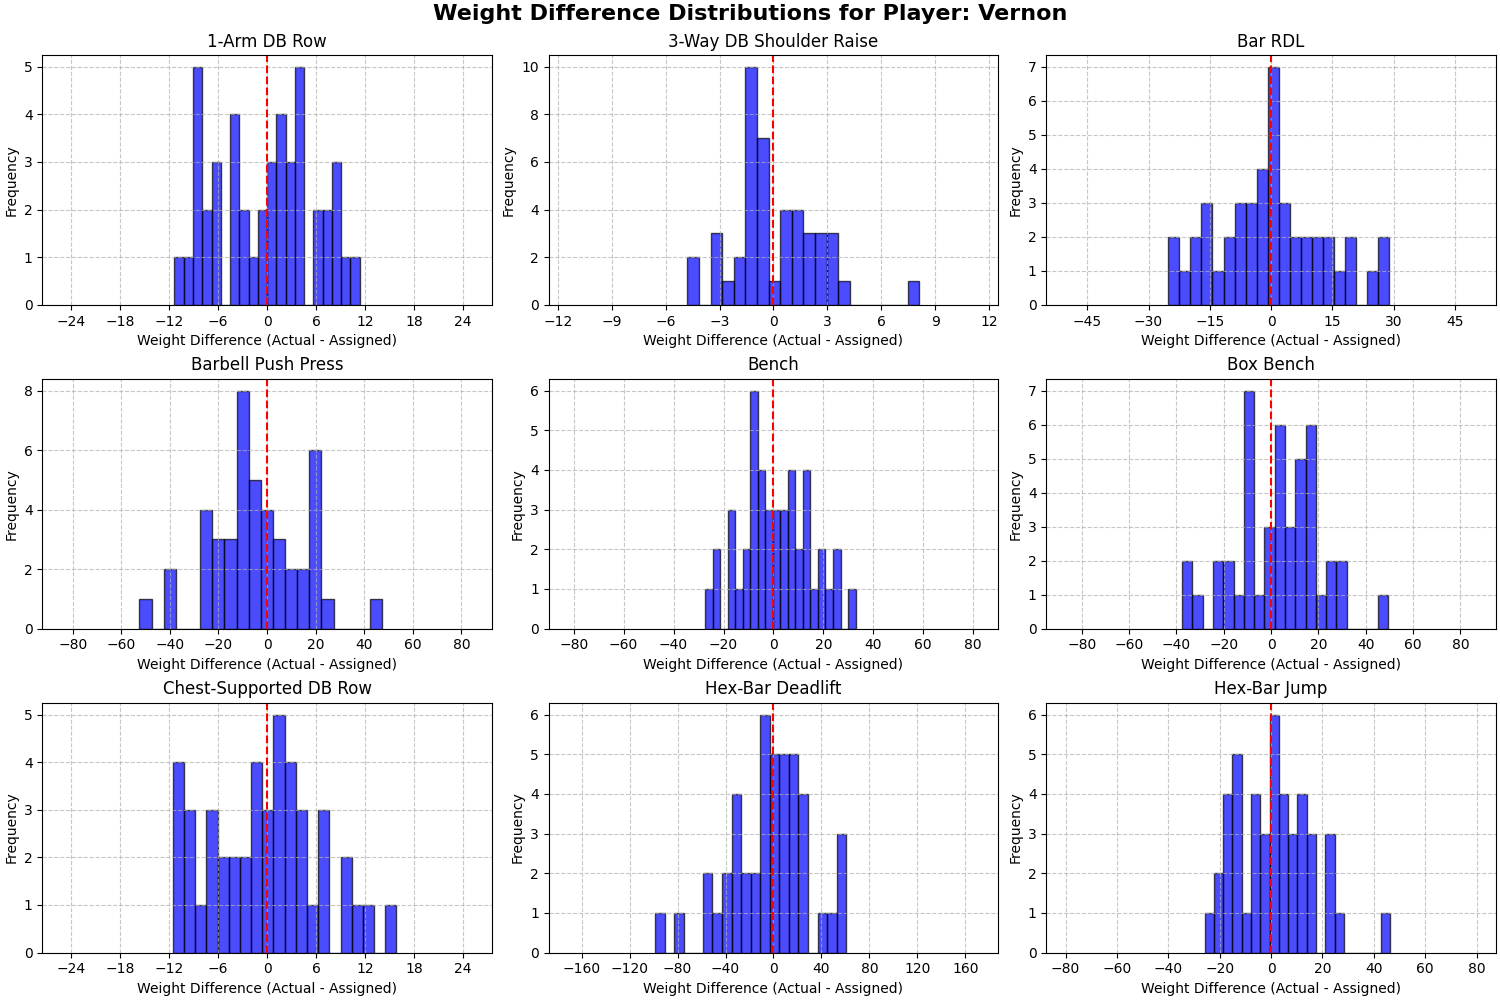 Weight Difference Distributions for Player: Vernon
1-Arm DB Row
5
4
3
2
1
0
Frequency
−24 −18 −12 −6 0 6 12 18 24
Weight Difference (Actual - Assigned)
3-Way DB Shoulder Raise
10
8
6
4
2
0
Frequency
−12 −9 −6 −3 0 3 6 9 12
Weight Difference (Actual - Assigned)
Bar RDL
7
6
5
4
3
2
1
0
Frequency
−45 −30 −15 0 15 30 45
Weight Difference (Actual - Assigned)
Barbell Push Press
8
6
4
2
0
Frequency
−80 −60 −40 −20 0 20 40 60 80
Weight Difference (Actual - Assigned)
Bench
6
5
4
3
2
1
0
Frequency
−80 −60 −40 −20 0 20 40 60 80
Weight Difference (Actual - Assigned)
Box Bench
7
6
5
4
3
2
1
0
Frequency
−80 −60 −40 −20 0 20 40 60 80
Weight Difference (Actual - Assigned)
Chest-Supported DB Row
5
4
3
2
1
0
Frequency
−24 −18 −12 −6 0 6 12 18 24
Weight Difference (Actual - Assigned)
Hex-Bar Deadlift
6
5
4
3
2
1
0
Frequency
−160 −120 −80 −40 0 40 80 120 160
Weight Difference (Actual - Assigned)
Hex-Bar Jump
6
5
4
3
2
1
0
Frequency
−80 −60 −40 −20 0 20 40 60 80
Weight Difference (Actual - Assigned)